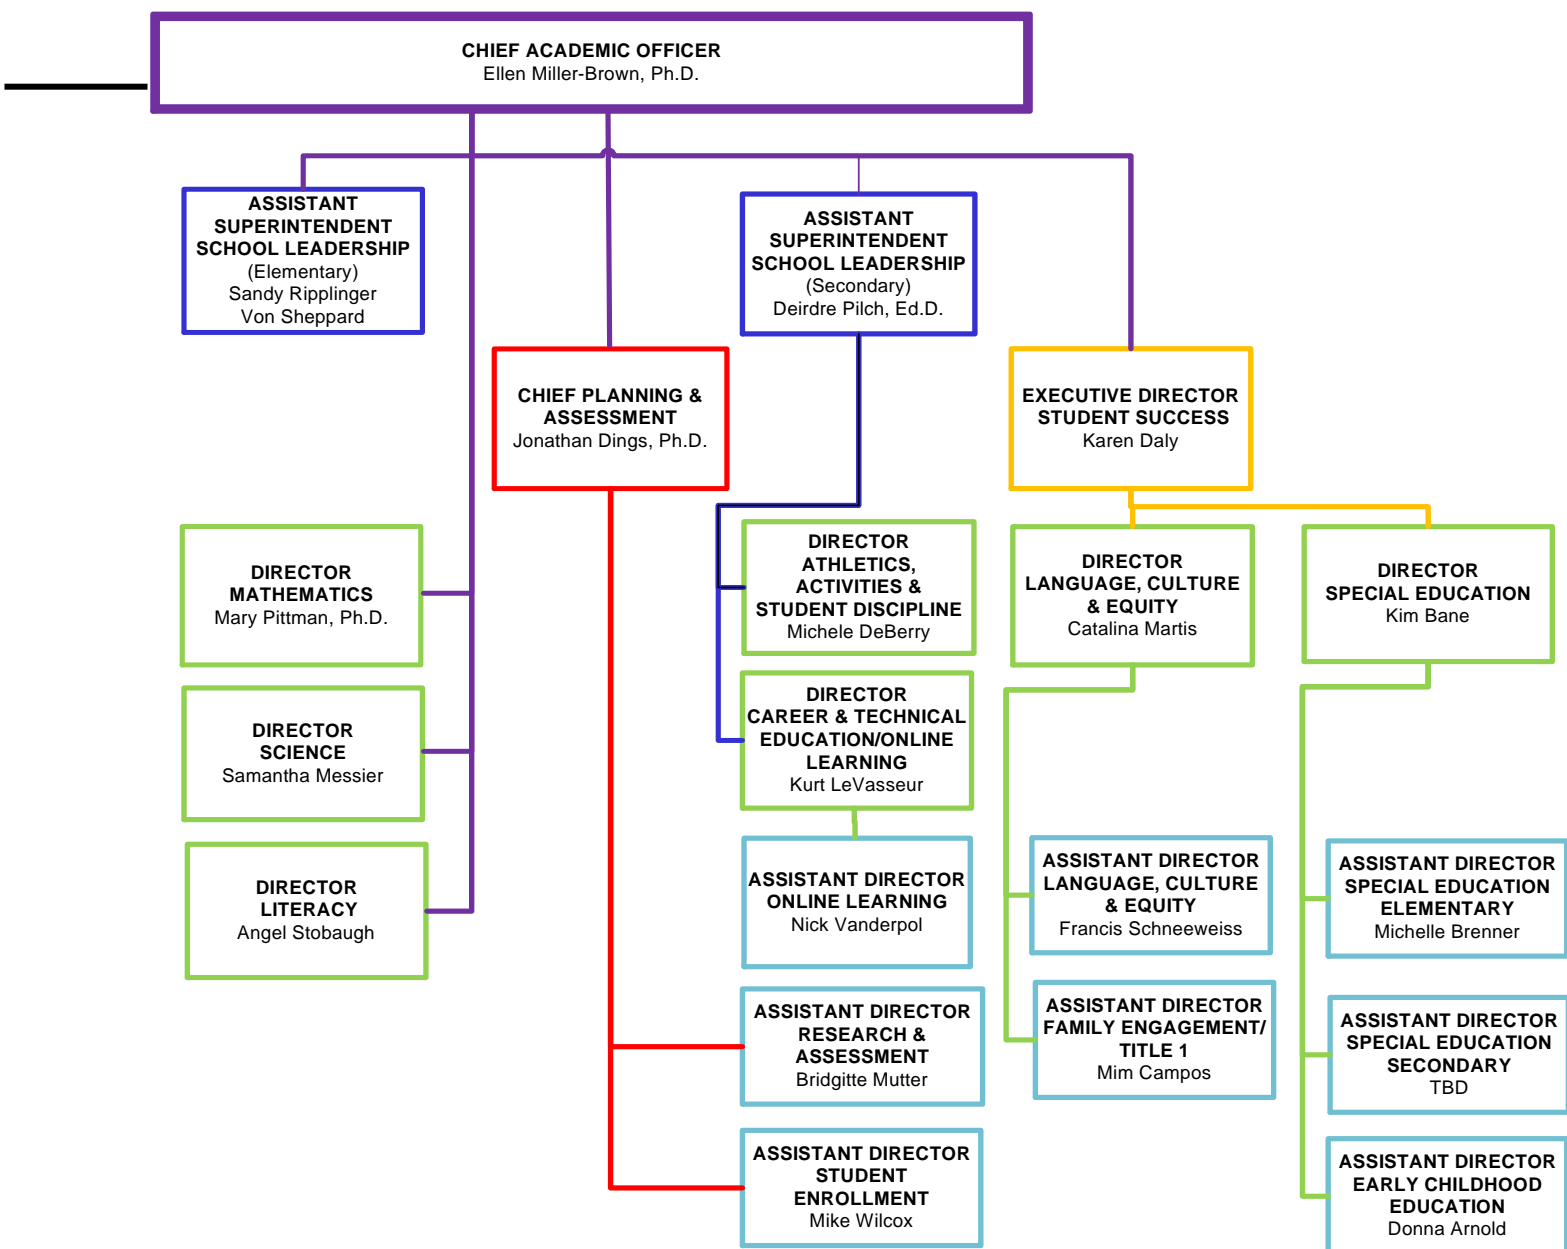 CHIEF ACADEMIC OFFICER
Ellen Miller-Brown, Ph.D.
ASSISTANT
SUPERINTENDENT
SCHOOL LEADERSHIP
(Elementary)
Sandy Ripplinger
Von Sheppard
ASSISTANT
SUPERINTENDENT
SCHOOL LEADERSHIP
(Secondary)
Deirdre Pilch, Ed.D.
CHIEF PLANNING &
ASSESSMENT
Jonathan Dings, Ph.D.
EXECUTIVE DIRECTOR
STUDENT SUCCESS
Karen Daly
DIRECTOR
MATHEMATICS
Mary Pittman, Ph.D.
DIRECTOR
ATHLETICS,
ACTIVITIES &
STUDENT DISCIPLINE
Michele DeBerry
DIRECTOR
LANGUAGE, CULTURE
& EQUITY
Catalina Martis
DIRECTOR
SPECIAL EDUCATION
Kim Bane
DIRECTOR
SCIENCE
Samantha Messier
DIRECTOR
CAREER & TECHNICAL
EDUCATION/ONLINE
LEARNING
Kurt LeVasseur
DIRECTOR
LITERACY
Angel Stobaugh
ASSISTANT DIRECTOR
ONLINE LEARNING
Nick Vanderpol
ASSISTANT DIRECTOR
LANGUAGE, CULTURE
& EQUITY
Francis Schneeweiss
ASSISTANT DIRECTOR
SPECIAL EDUCATION
ELEMENTARY
Michelle Brenner
ASSISTANT DIRECTOR
RESEARCH &
ASSESSMENT
Bridgitte Mutter
ASSISTANT DIRECTOR
FAMILY ENGAGEMENT/
TITLE 1
Mim Campos
ASSISTANT DIRECTOR
SPECIAL EDUCATION
SECONDARY
TBD
ASSISTANT DIRECTOR
STUDENT
ENROLLMENT
Mike Wilcox
ASSISTANT DIRECTOR
EARLY CHILDHOOD
EDUCATION
Donna Arnold